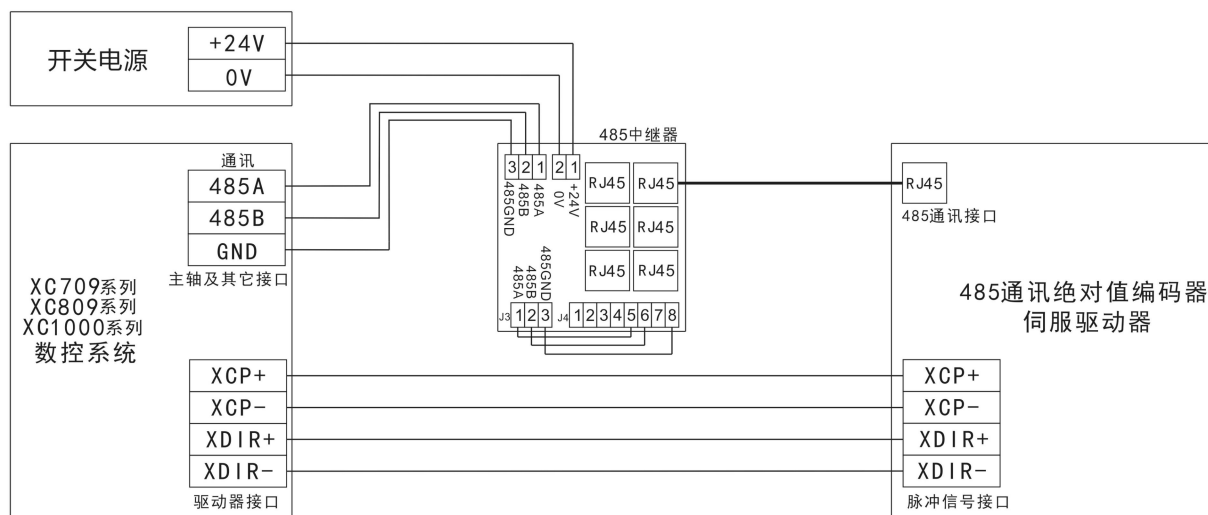 开关电源
+24V
0V
通讯
485A
485B
GND
主轴及其它接口
XC709系列
XC809系列
XC1000系列
数控系统
XCP+
XCP-
XDIR+
XDIR-
驱动器接口
485中继器
3 2 1
2 1
485GND
485B
485A
0V
+24V
RJ45 RJ45
RJ45 RJ45
RJ45 RJ45
485A
485B
485GND
J3 1 2 3
J4 1 2 3 4 5 6 7 8
RJ45
485通讯接口
485通讯绝对值编码器
伺服驱动器
XCP+
XCP-
XDIR+
XDIR-
脉冲信号接口